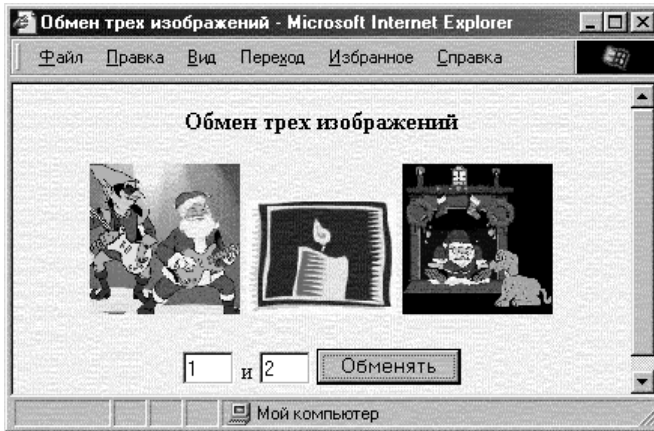 Обмен трех изображений - Microsoft Internet Explorer
Файл Правка Вид Переход Избранное Справка
Обмен трех изображений
1 и 2 Обменять
Мой компьютер